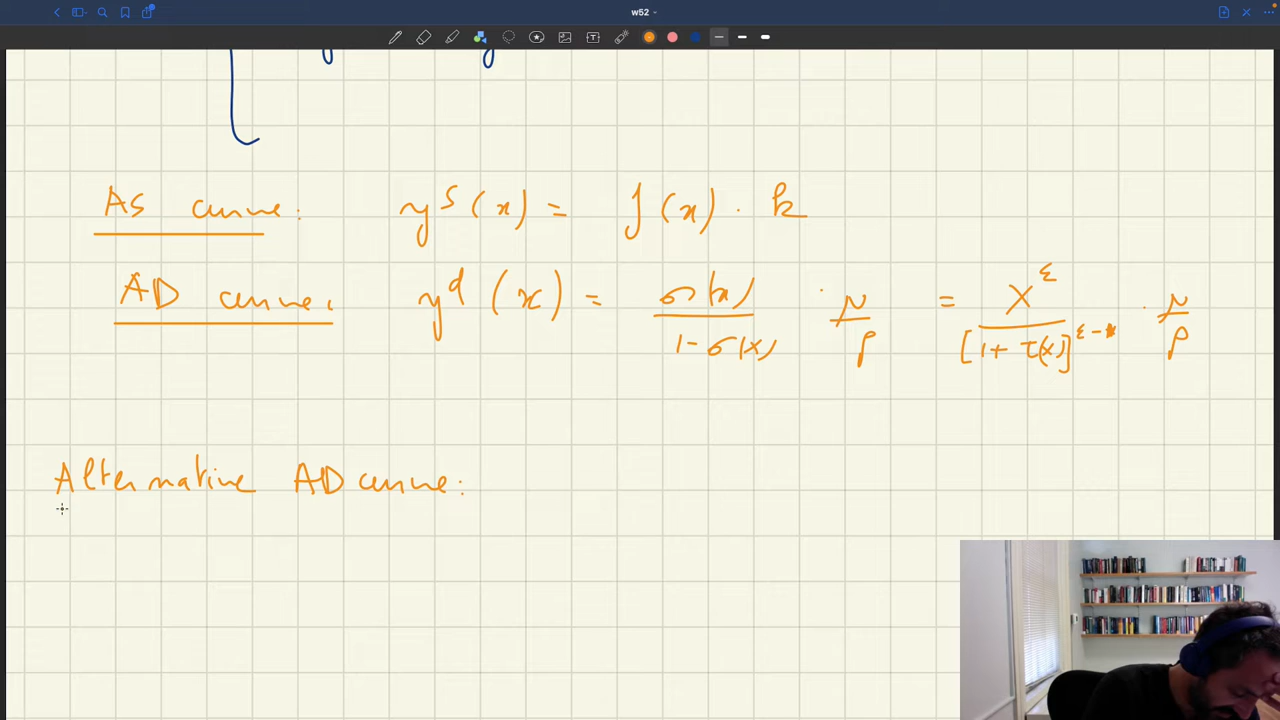 w52
AS curve: y^s(x) = f(x) · k
AD curve: y^d(x) = σ(x) / 1 - σ(x) · μ / p = x^ε / [1 + τ(x)]^ε-1 · μ / p
Alternative AD curve: